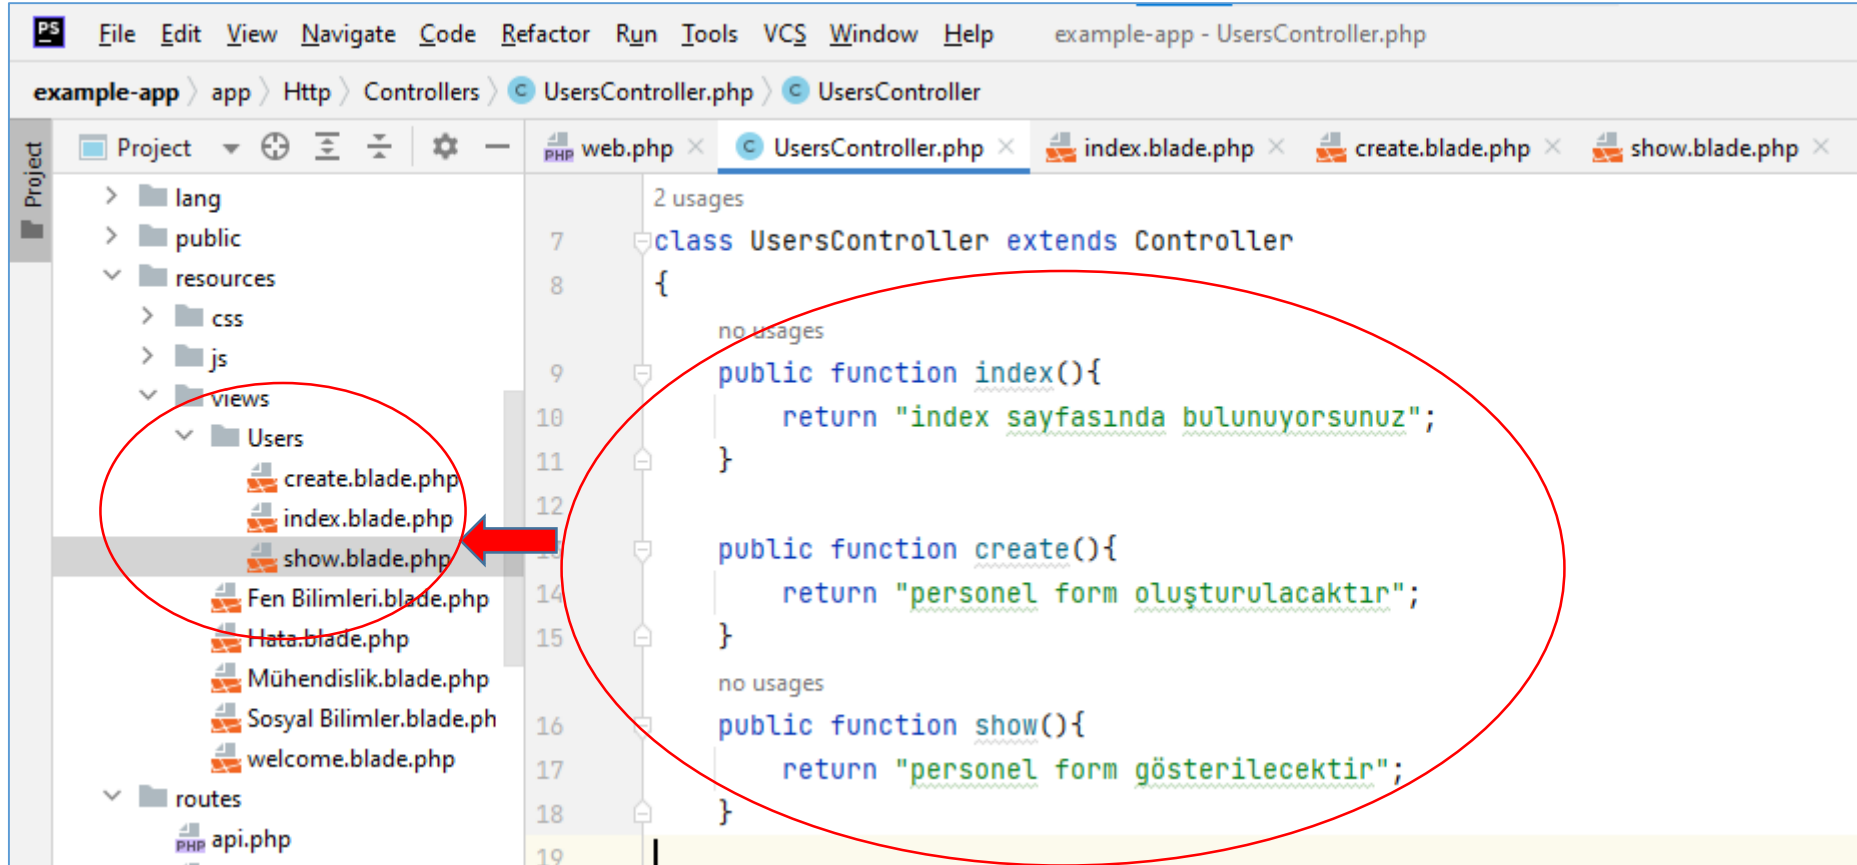 PS File Edit View Navigate Code Refactor Run Tools VCS Window Help example-app - UsersController.php
example-app app Http Controllers C UsersController.php C UsersController
Project
Project
PHP web.php C UsersController.php index.blade.php create.blade.php show.blade.php
lang
public
resources
css
js
views
Users
create.blade.php
index.blade.php
show.blade.php
Fen Bilimleri.blade.php
Hata.blade.php
Mühendislik.blade.php
Sosyal Bilimler.blade.ph
welcome.blade.php
routes
PHP api.php
2 usages
7 class UsersController extends Controller
8 {
no usages
9 public function index(){
10 return "index sayfasında bulunuyorsunuz";
11 }
12
13 public function create(){
14 return "personel form oluşturulacaktır";
15 }
no usages
16 public function show(){
17 return "personel form gösterilecektir";
18 }
19